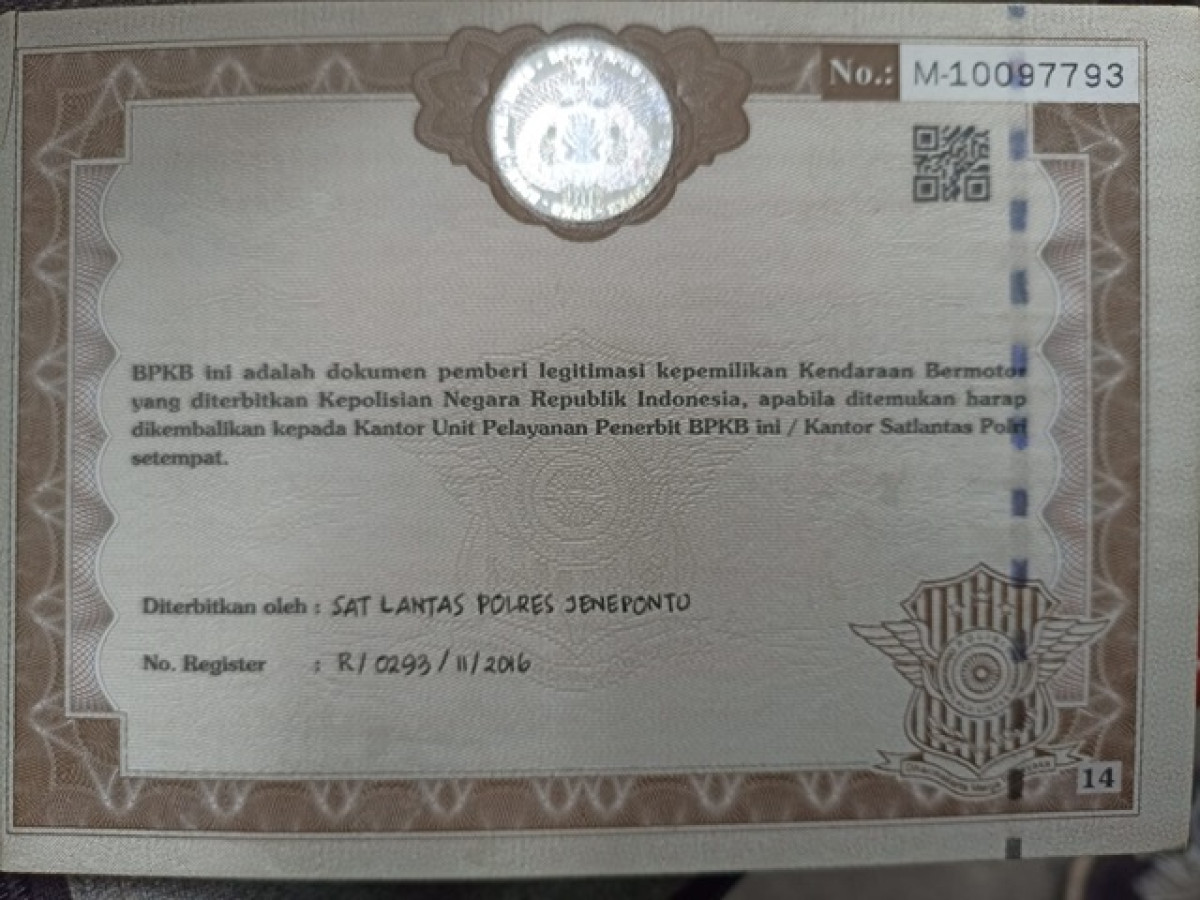 No.: M-10097793
BPKB ini adalah dokumen pemberi legitimasi kepemilikan Kendaraan Bermotor
yang diterbitkan Kepolisian Negara Republik Indonesia, apabila ditemukan harap
dikembalikan kepada Kantor Unit Pelayanan Penerbit BPKB ini / Kantor Satlantas Polri
setempat.
Diterbitkan oleh : SAT LANTAS POLRES JENEPONTO
No. Register : R/ 0293 / 11 / 2016
14